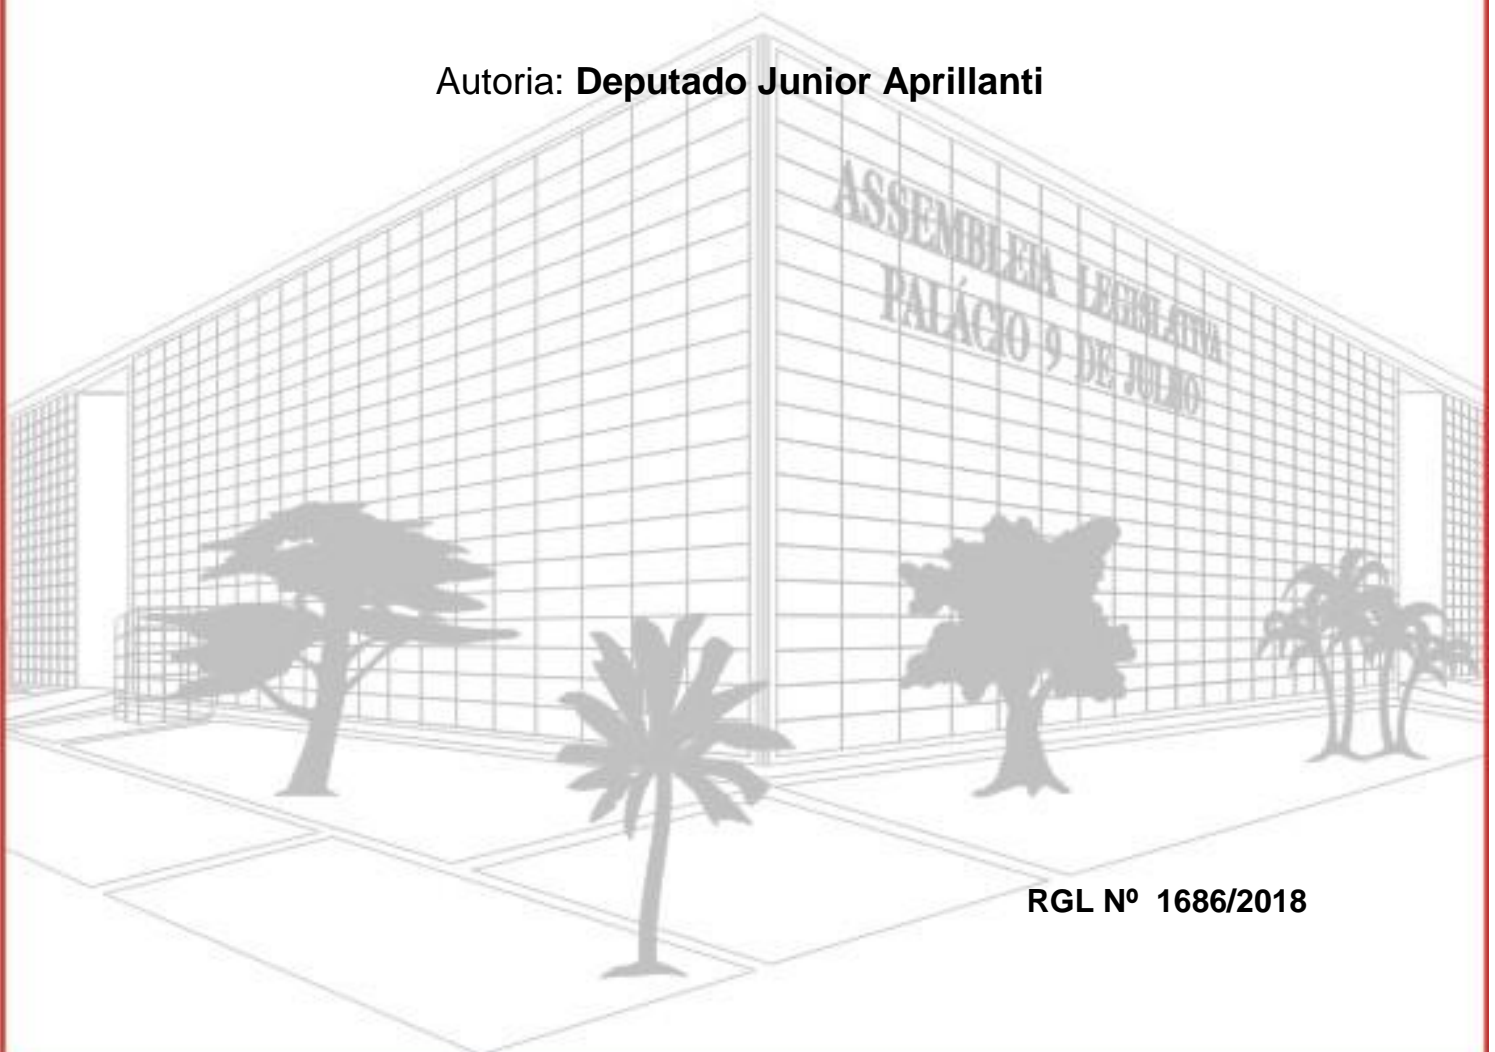 Autoria: Deputado Junior Aprillanti
ASSEMBLEIA LEGISLATIVA
PALÁCIO 9 DE JULHO
RGL Nº 1686/2018